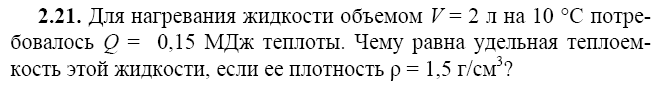 2.21. Для нагревания жидкости объемом V = 2 л на 10 °С потре-
бовалось Q = 0,15 МДж теплоты. Чему равна удельная теплоем-
кость этой жидкости, если ее плотность ρ = 1,5 г/см³?